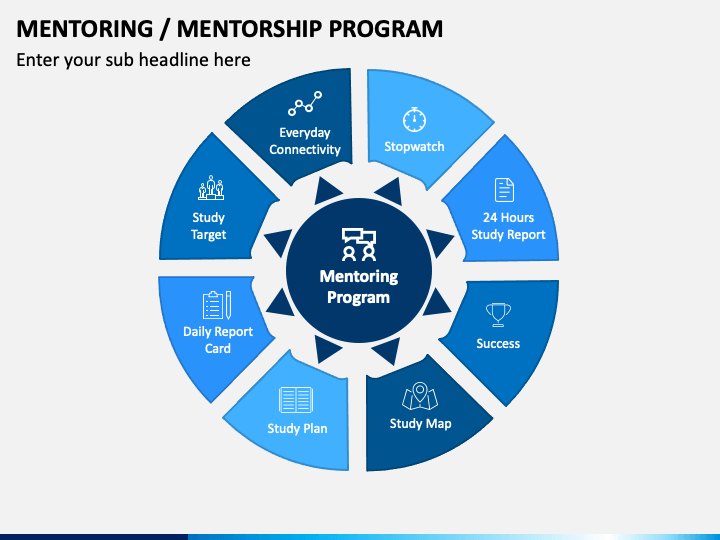 MENTORING / MENTORSHIP PROGRAM
Enter your sub headline here
Everyday
Connectivity
Stopwatch
24 Hours
Study Report
Success
Study Map
Study Plan
Daily Report
Card
Study
Target
Mentoring
Program